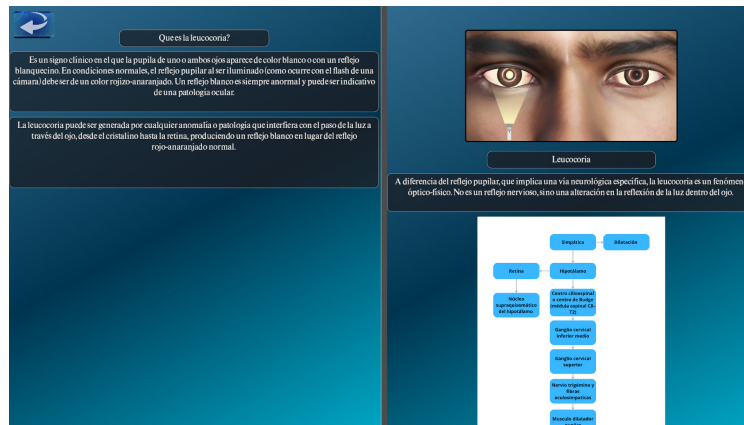 Que es la leucocoria?
Es un signo clínico en el que la pupila de uno o ambos ojos aparece de color blanco o con un reflejo
blanquecino. En condiciones normales, el reflejo pupilar al ser iluminado (como ocurre con el flash de una
cámara) debe ser de un color rojizo-anaranjado. Un reflejo blanco es siempre anormal y puede ser indicativo
de una patología ocular.
La leucocoria puede ser generada por cualquier anomalía o patología que interfiera con el paso de la luz a
través del ojo, desde el cristalino hasta la retina, produciendo un reflejo blanco en lugar del reflejo
rojo-anaranjado normal.
Leucocoria
A diferencia del reflejo pupilar, que implica una vía neurológica específica, la leucocoria es un fenómen
óptico-físico. No es un reflejo nervioso, sino una alteración en la reflexión de la luz dentro del ojo.
Simpática
Dilatación
Retina
Hipotálamo
Núcleo
supraquiasmático
del hipotálamo
Centro cilioespinal
o centro de Budge
(médula espinal C8-
T2)
Ganglio cervical
inferior medio
Ganglio cervical
superior
Nervio trigémino y
fibras
oculosimpaticas
Musculo dilatador